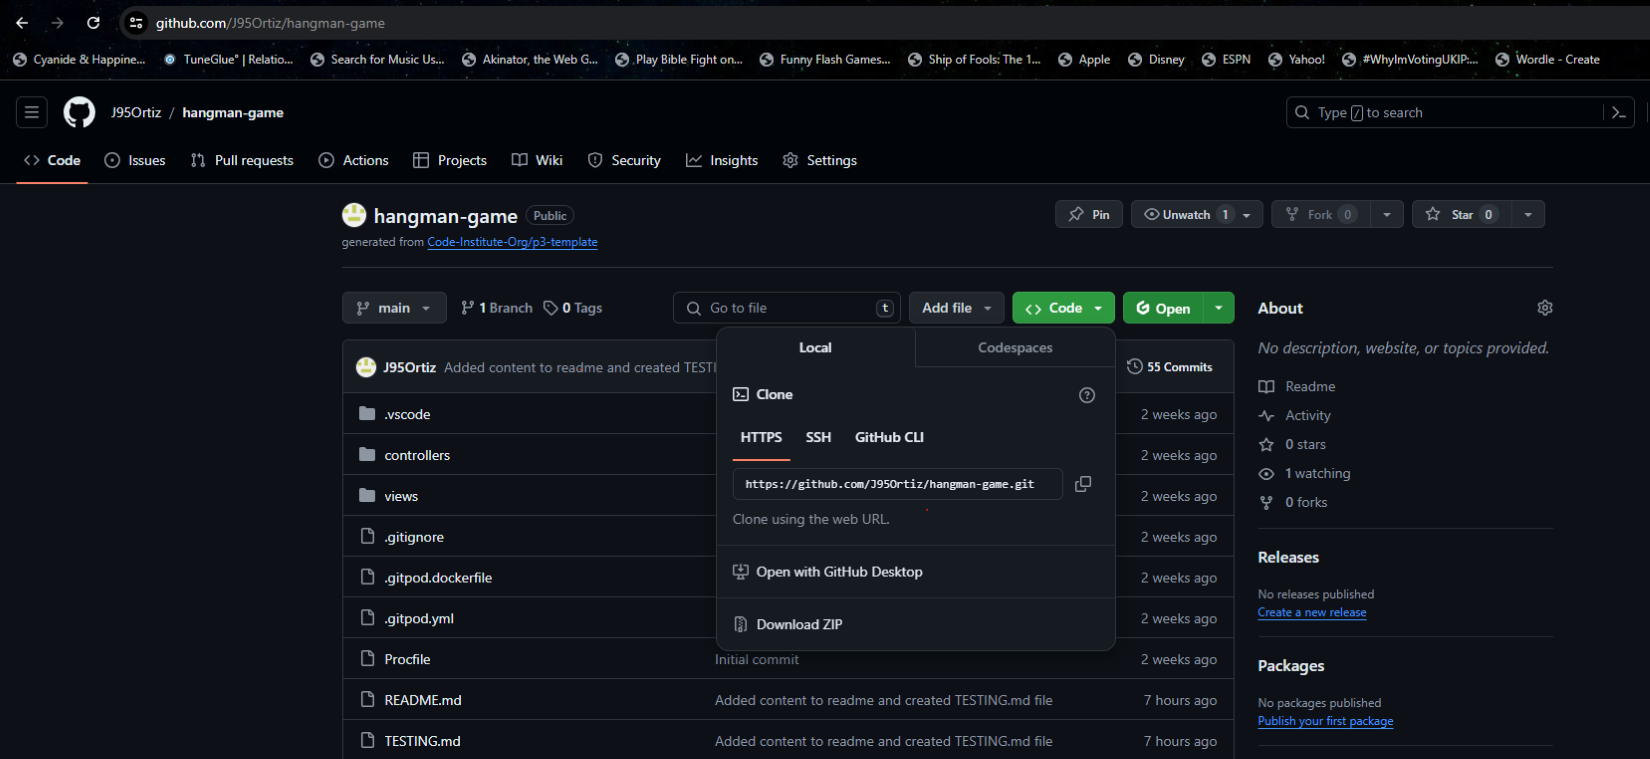 github.com/J95Ortiz/hangman-game
Cyanide & Happine... TuneGlue° | Relatio... Search for Music Us... Akinator, the Web G... Play Bible Fight on... Funny Flash Games... Ship of Fools: The 1... Apple Disney ESPN Yahoo! #WhyImVotingUKIP:... Wordle - Create
J95Ortiz / hangman-game Type / to search
Code Issues Pull requests Actions Projects Wiki Security Insights Settings
hangman-game Public Pin Unwatch 1 Fork 0 Star 0
generated from Code-Institute-Org/p3-template
main 1 Branch 0 Tags Go to file t Add file Code Open About
Local Codespaces No description, website, or topics provided.
J95Ortiz Added content to readme and created TESTI 55 Commits
Clone Readme
.vscode 2 weeks ago Activity
HTTPS SSH GitHub CLI 0 stars
controllers 2 weeks ago
https://github.com/J95Ortiz/hangman-game.git 1 watching
views 2 weeks ago 0 forks
Clone using the web URL.
.gitignore 2 weeks ago
Releases
Open with GitHub Desktop
.gitpod.dockerfile 2 weeks ago
No releases published
Create a new release
.gitpod.yml 2 weeks ago
Download ZIP
Procfile Initial commit 2 weeks ago
Packages
README.md Added content to readme and created TESTING.md file 7 hours ago
No packages published
Publish your first package
TESTING.md Added content to readme and created TESTING.md file 7 hours ago